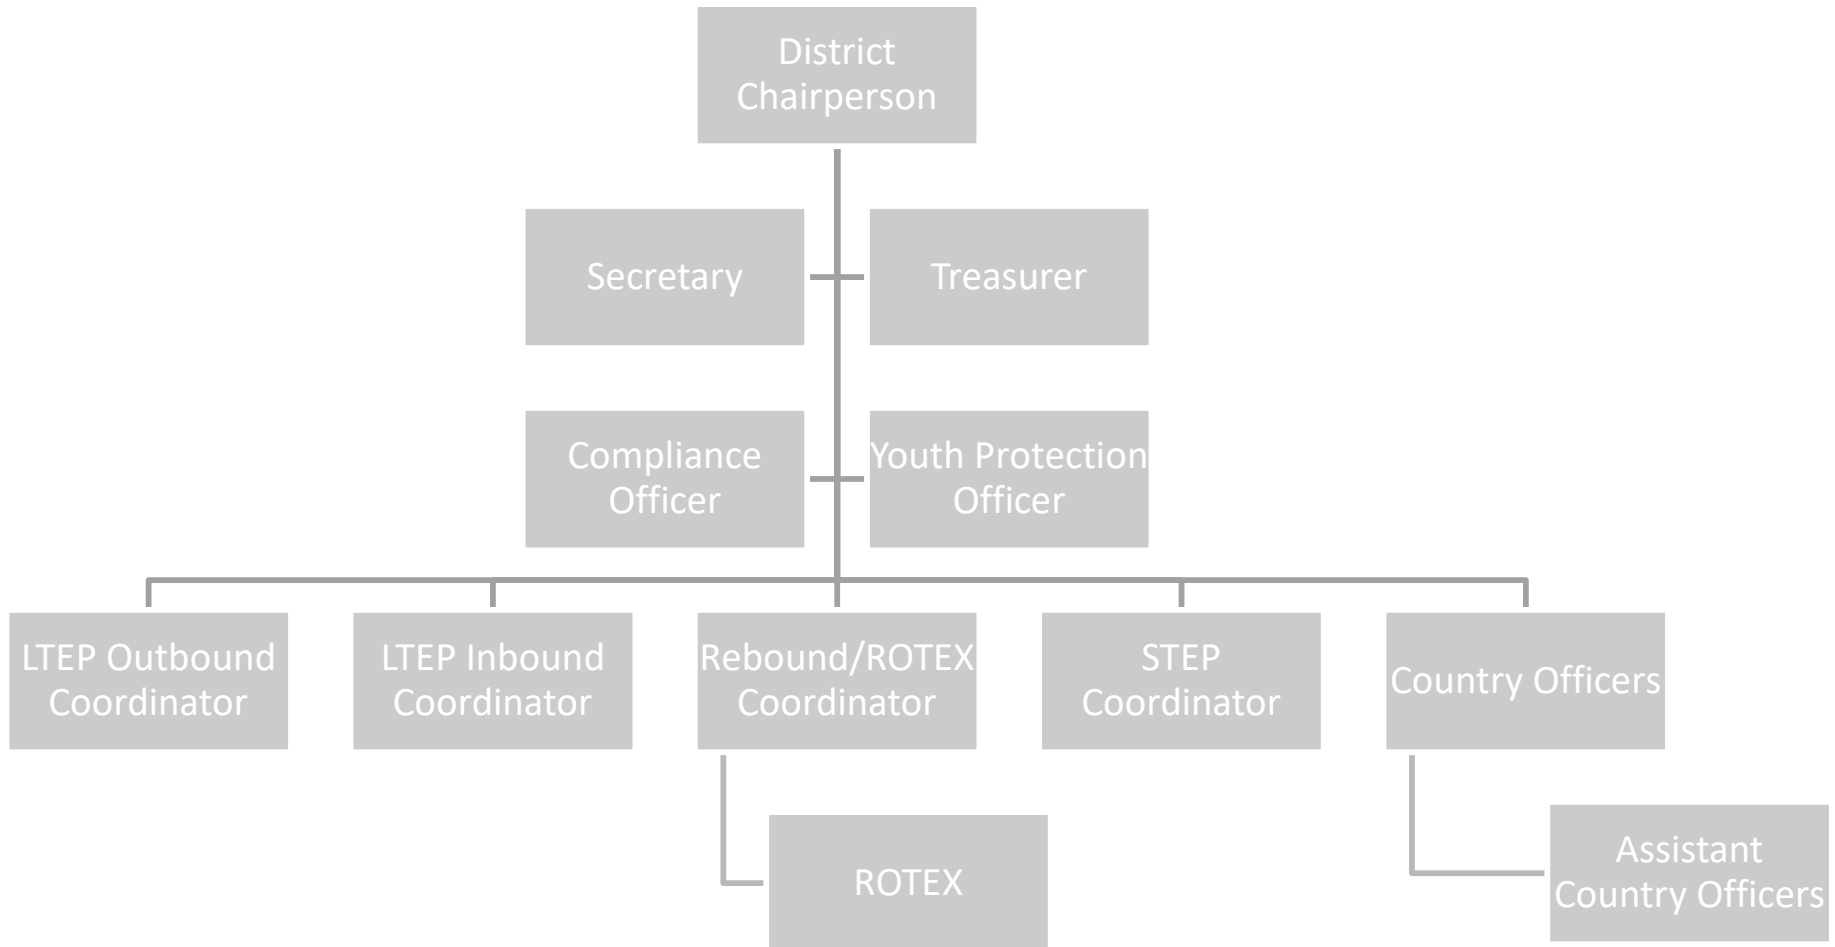 District
Chairperson
Secretary
Treasurer
Compliance
Officer
Youth Protection
Officer
LTEP Outbound
Coordinator
LTEP Inbound
Coordinator
Rebound/ROTEX
Coordinator
STEP
Coordinator
Country Officers
ROTEX
Assistant
Country Officers